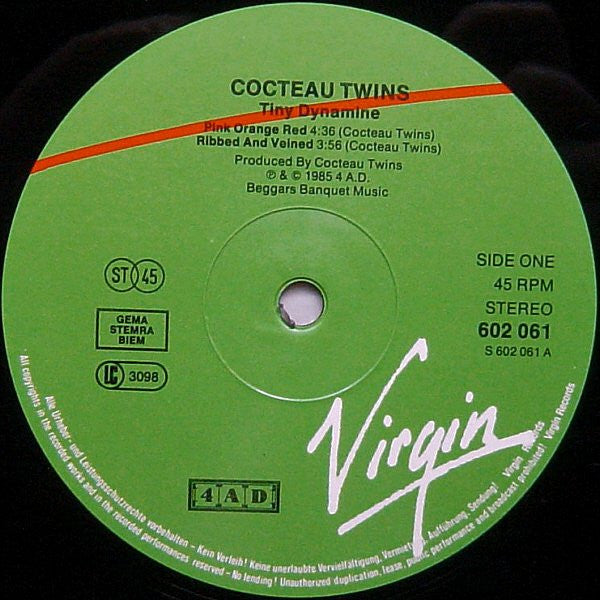 COCTEAU TWINS
Tiny Dynamine
Pink Orange Red 4:36 (Cocteau Twins)
Ribbed And Veined 3:56 (Cocteau Twins)
Produced By Cocteau Twins
℗ & © 1985 4 A.D.
Beggars Banquet Music
ST 45
GEMA
STEMRA
BIEM
LC 3098
SIDE ONE
45 RPM
STEREO
602 061
S 602 061 A
Virgin
4AD
Alle Urheber- und Leistungsschutzrechte vorbehalten – Kein Verleih! Keine unerlaubte Vervielfältigung, Vermietung, Aufführung, Sendung! Virgin Records
All copyrights in the recorded works and in the recorded performances reserved – No lending! Unauthorized duplication, lease, public performance and broadcast prohibited! Virgin Records